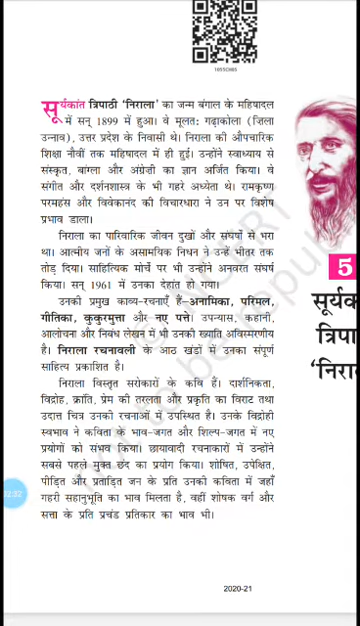 1055CH05
सूर्यकांत त्रिपाठी ‘निराला’ का जन्म बंगाल के महिषादल
में सन् 1899 में हुआ। वे मूलतः गढ़ाकोला (ज़िला
उन्नाव), उत्तर प्रदेश के निवासी थे। निराला की औपचारिक
शिक्षा नौवीं तक महिषादल में ही हुई। उन्होंने स्वाध्याय से
संस्कृत, बांग्ला और अंग्रेज़ी का ज्ञान अर्जित किया। वे
संगीत और दर्शनशास्त्र के भी गहरे अध्येता थे। रामकृष्ण
परमहंस और विवेकानंद की विचारधारा ने उन पर विशेष
प्रभाव डाला।
निराला का पारिवारिक जीवन दुखों और संघर्षों से भरा
था। आत्मीय जनों के असामयिक निधन ने उन्हें भीतर तक
तोड़ दिया। साहित्यिक मोर्चे पर भी उन्होंने अनवरत संघर्ष
किया। सन् 1961 में उनका देहांत हो गया।
उनकी प्रमुख काव्य-रचनाएँ हैं–अनामिका, परिमल,
गीतिका, कुकुरमुत्ता और नए पत्ते। उपन्यास, कहानी,
आलोचना और निबंध लेखन में भी उनकी ख्याति अविस्मरणीय
है। निराला रचनावली के आठ खंडों में उनका संपूर्ण
साहित्य प्रकाशित है।
निराला विस्तृत सरोकारों के कवि हैं। दार्शनिकता,
विद्रोह, क्रांति, प्रेम की तरलता और प्रकृति का विराट तथा
उदात्त चित्र उनकी रचनाओं में उपस्थित है। उनके विद्रोही
स्वभाव ने कविता के भाव-जगत और शिल्प-जगत में नए
प्रयोगों को संभव किया। छायावादी रचनाकारों में उन्होंने
सबसे पहले मुक्त छंद का प्रयोग किया। शोषित, उपेक्षित,
पीड़ित और प्रताड़ित जन के प्रति उनकी कविता में जहाँ
गहरी सहानुभूति का भाव मिलता है, वहीं शोषक वर्ग और
सत्ता के प्रति प्रचंड प्रतिकार का भाव भी।
5
सूर्यक
त्रिपा
‘निरा
02:32
2020-21